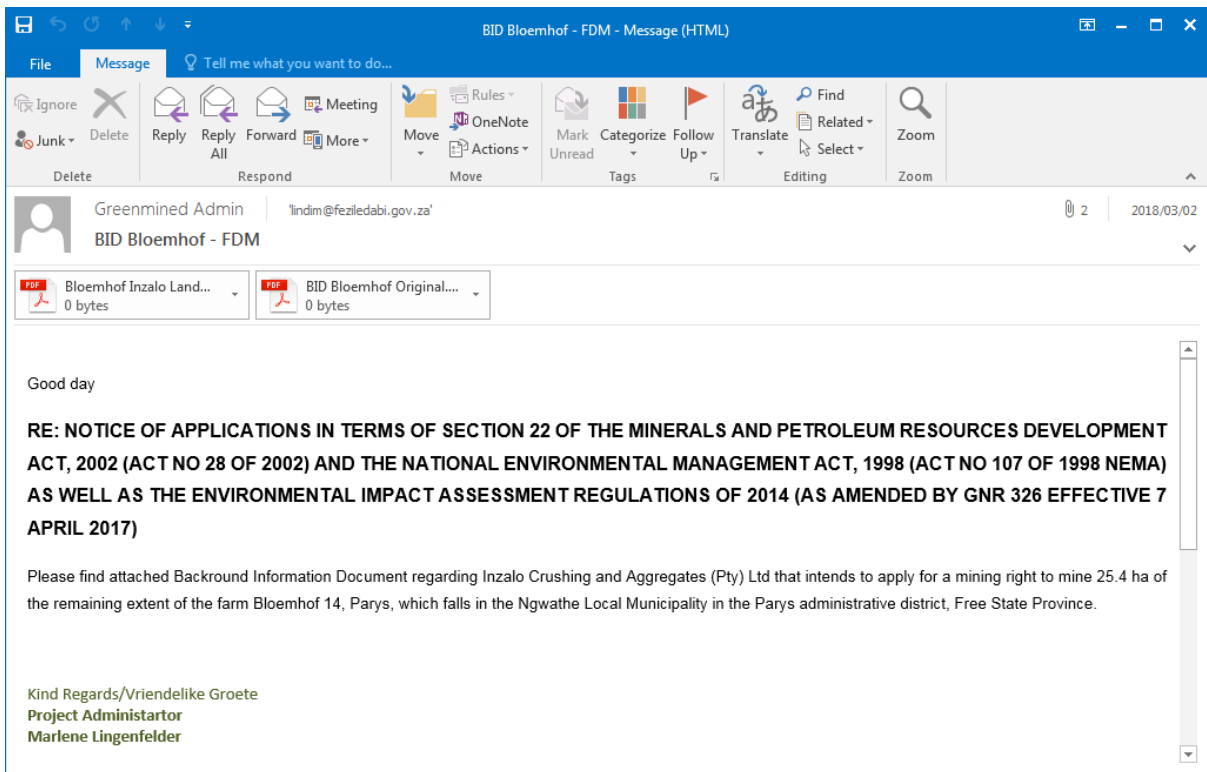 BID Bloemhof - FDM - Message (HTML)
File
Message
Tell me what you want to do...
Ignore
Junk
Delete
Reply
Reply All
Forward
Meeting
More
Move
Rules
OneNote
Actions
Mark Unread
Categorize
Follow Up
Translate
Find
Related
Select
Zoom
Delete
Respond
Move
Tags
Editing
Zoom
Greenmined Admin
'lindim@feziledabi.gov.za'
2
2018/03/02
BID Bloemhof - FDM
PDF
Bloemhof Inzalo Land...
0 bytes
PDF
BID Bloemhof Original....
0 bytes
Good day
RE: NOTICE OF APPLICATIONS IN TERMS OF SECTION 22 OF THE MINERALS AND PETROLEUM RESOURCES DEVELOPMENT
ACT, 2002 (ACT NO 28 OF 2002) AND THE NATIONAL ENVIRONMENTAL MANAGEMENT ACT, 1998 (ACT NO 107 OF 1998 NEMA)
AS WELL AS THE ENVIRONMENTAL IMPACT ASSESSMENT REGULATIONS OF 2014 (AS AMENDED BY GNR 326 EFFECTIVE 7
APRIL 2017)
Please find attached Backround Information Document regarding Inzalo Crushing and Aggregates (Pty) Ltd that intends to apply for a mining right to mine 25.4 ha of
the remaining extent of the farm Bloemhof 14, Parys, which falls in the Ngwathe Local Municipality in the Parys administrative district, Free State Province.
Kind Regards/Vriendelike Groete
Project Administartor
Marlene Lingenfelder